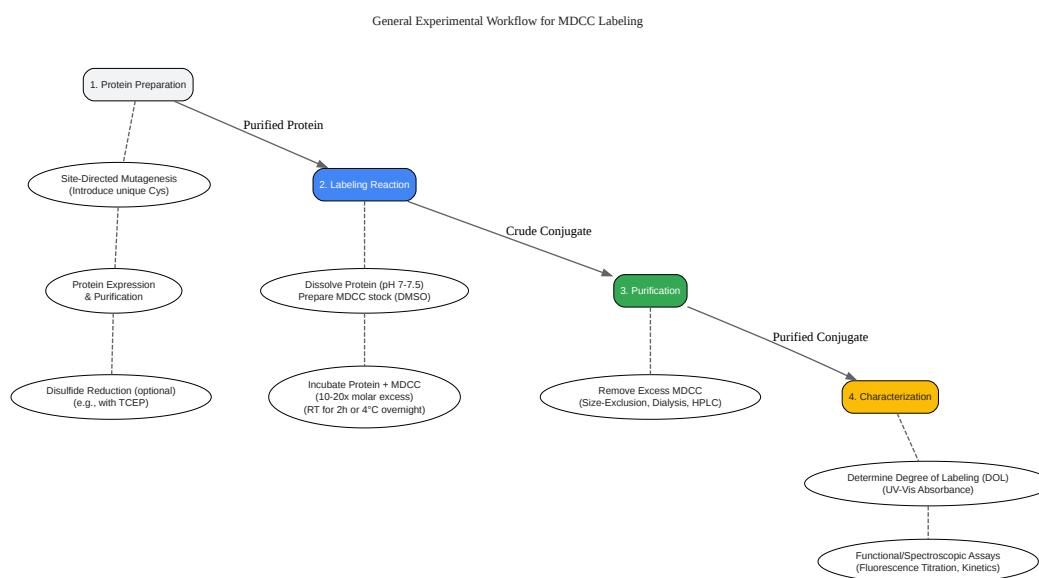 General Experimental Workflow for MDCC Labeling
1. Protein Preparation
Purified Protein
Site-Directed Mutagenesis
(Introduce unique Cys)
2. Labeling Reaction
Crude Conjugate
Protein Expression
& Purification
Dissolve Protein (pH 7-7.5)
Prepare MDCC stock (DMSO)
3. Purification
Purified Conjugate
Disulfide Reduction (optional)
(e.g., with TCEP)
Incubate Protein + MDCC
(10-20x molar excess)
(RT for 2h or 4°C overnight)
Remove Excess MDCC
(Size-Exclusion, Dialysis, HPLC)
4. Characterization
Determine Degree of Labeling (DOL)
(UV-Vis Absorbance)
Functional/Spectroscopic Assays
(Fluorescence Titration, Kinetics)